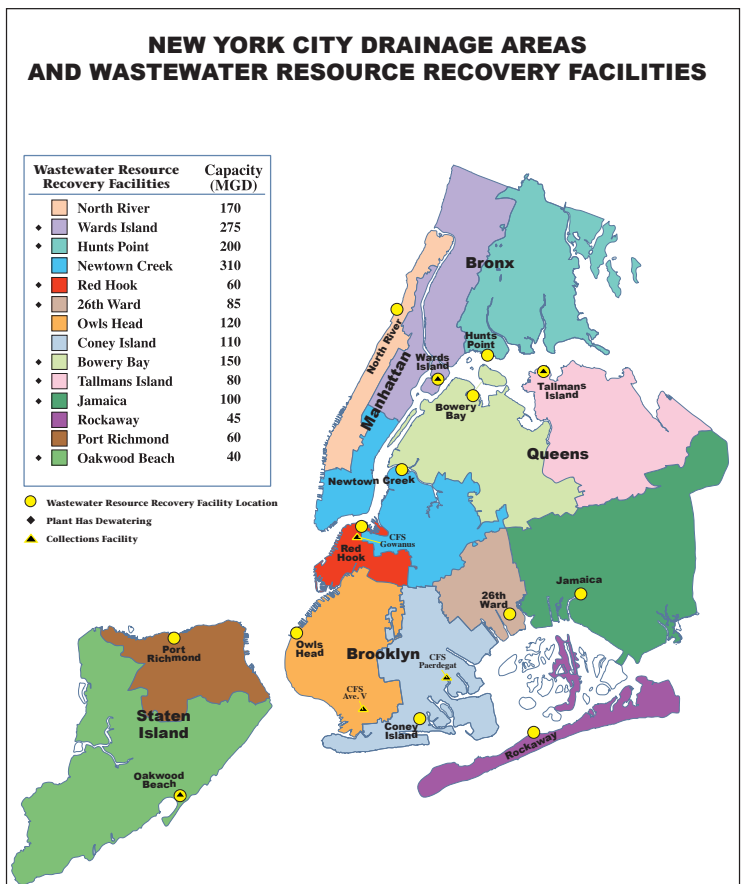 NEW YORK CITY DRAINAGE AREAS
AND WASTEWATER RESOURCE RECOVERY FACILITIES
Wastewater Resource Recovery Facilities Capacity (MGD)
North River 170
◆ Wards Island 275
◆ Hunts Point 200
Newtown Creek 310
◆ Red Hook 60
◆ 26th Ward 85
Owls Head 120
Coney Island 110
◆ Bowery Bay 150
◆ Tallmans Island 80
◆ Jamaica 100
Rockaway 45
Port Richmond 60
◆ Oakwood Beach 40
Wastewater Resource Recovery Facility Location
Plant Has Dewatering
Collections Facility
Bronx
North River
Manhattan
Hunts
Point
Wards
Island
Tallmans
Island
Bowery
Bay
Queens
Newtown Creek
CFS
Gowanus
Red
Hook
Jamaica
26th
Ward
Owls
Head
Brooklyn
CFS
Paerdegat
CFS
Ave. V
Coney
Island
Rockaway
Port
Richmond
Staten
Island
Oakwood
Beach